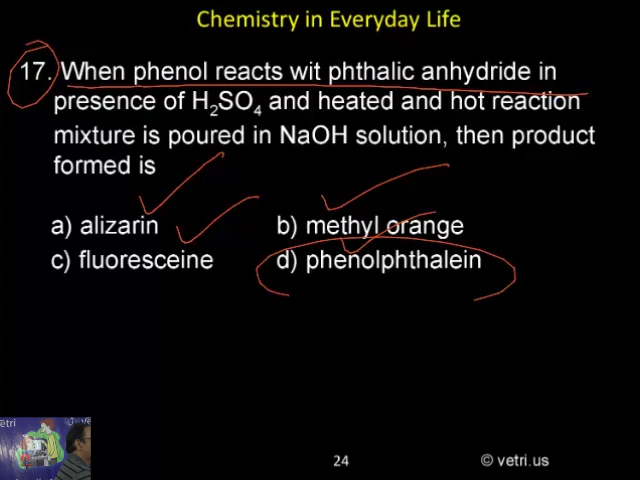 Chemistry in Everyday Life
17. When phenol reacts wit phthalic anhydride in
presence of H₂SO₄ and heated and hot reaction
mixture is poured in NaOH solution, then product
formed is
a) alizarin b) methyl orange
c) fluoresceine d) phenolphthalein
24 © vetri.us